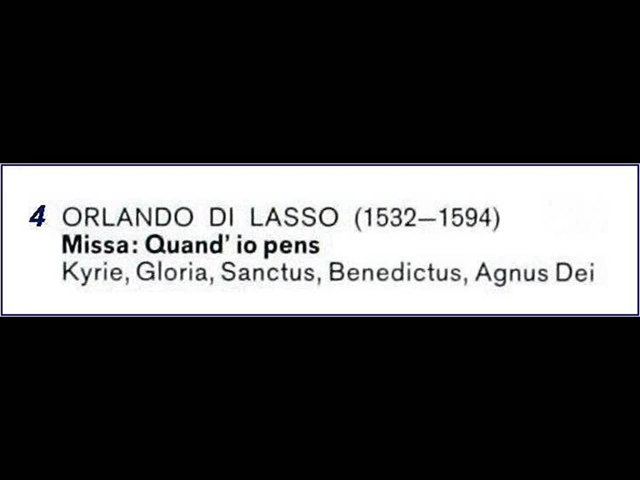 4 ORLANDO DI LASSO (1532–1594)
Missa: Quand' io pens
Kyrie, Gloria, Sanctus, Benedictus, Agnus Dei